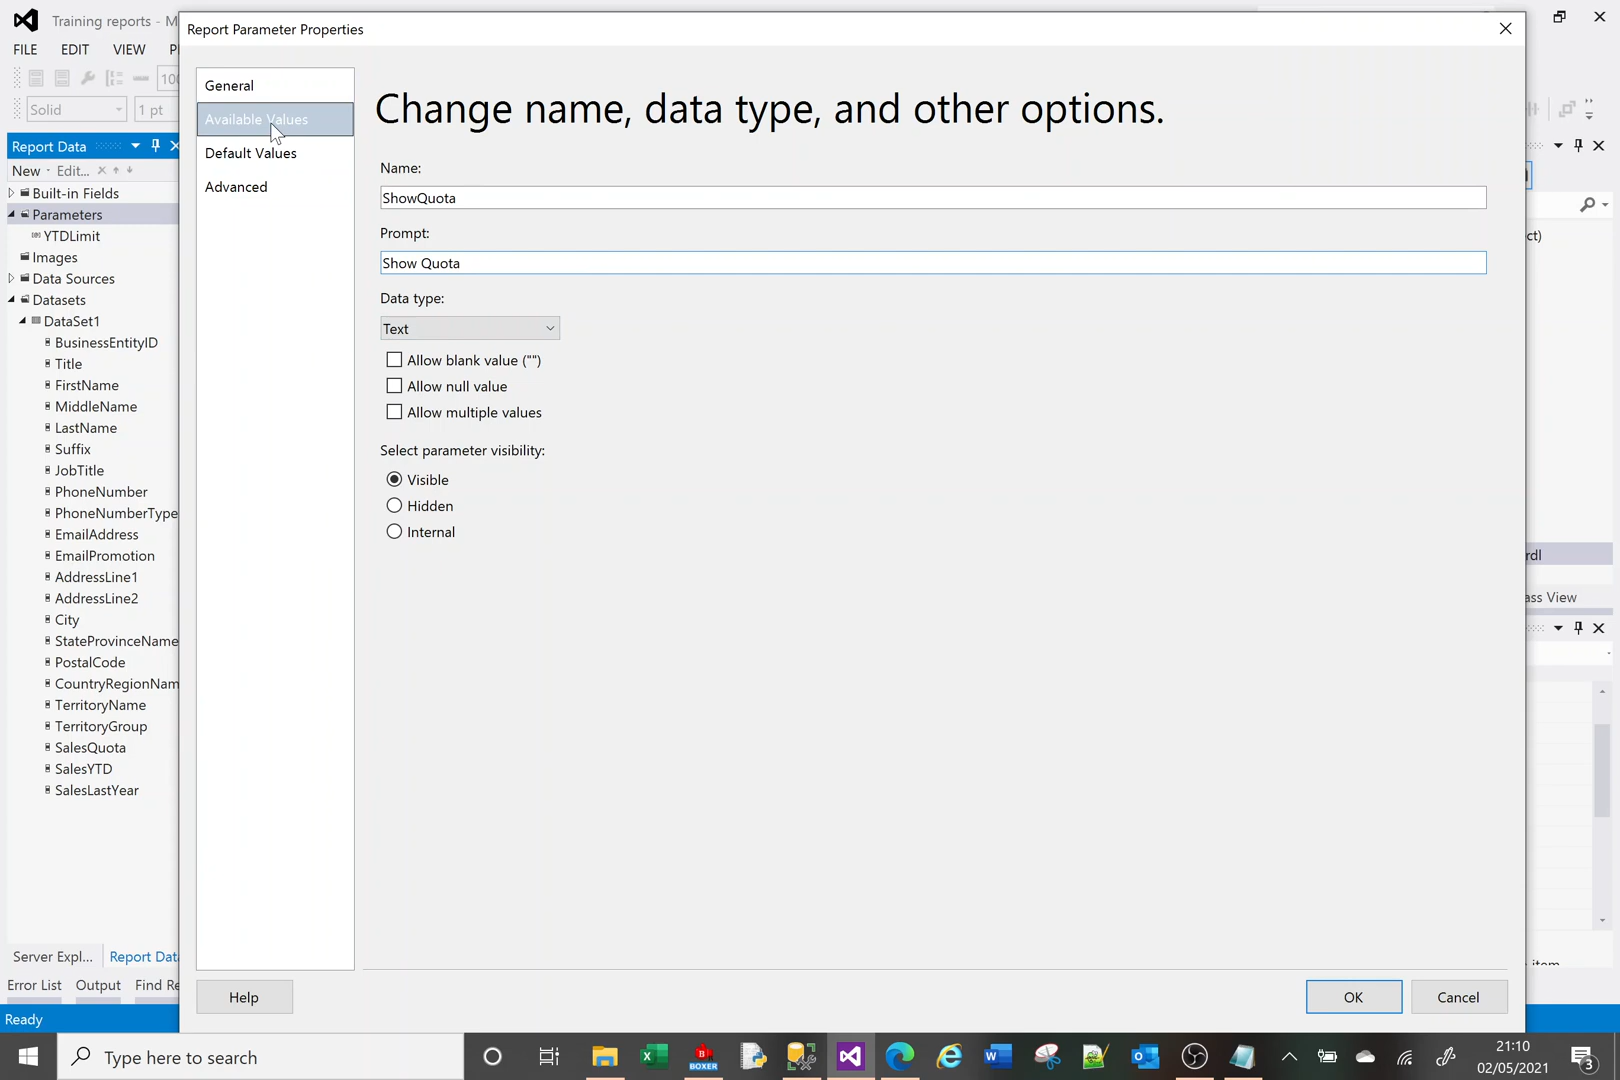 Training reports - M
Report Parameter Properties
FILE EDIT VIEW P
100
Solid 1 pt
Report Data
New Edit...
Built-in Fields
Parameters
YTDLimit
Images
Data Sources
Datasets
DataSet1
BusinessEntityID
Title
FirstName
MiddleName
LastName
Suffix
JobTitle
PhoneNumber
PhoneNumberType
EmailAddress
EmailPromotion
AddressLine1
AddressLine2
City
StateProvinceName
PostalCode
CountryRegionNam
TerritoryName
TerritoryGroup
SalesQuota
SalesYTD
SalesLastYear
Server Expl... Report Dat
Error List Output Find Re
Ready
General
Available Values
Default Values
Advanced
Change name, data type, and other options.
Name:
ShowQuota
Prompt:
Show Quota
Data type:
Text
Allow blank value ("")
Allow null value
Allow multiple values
Select parameter visibility:
Visible
Hidden
Internal
Help
OK
Cancel
ct)
rdl
ass View
Type here to search
BOXER
21:10
02/05/2021
3